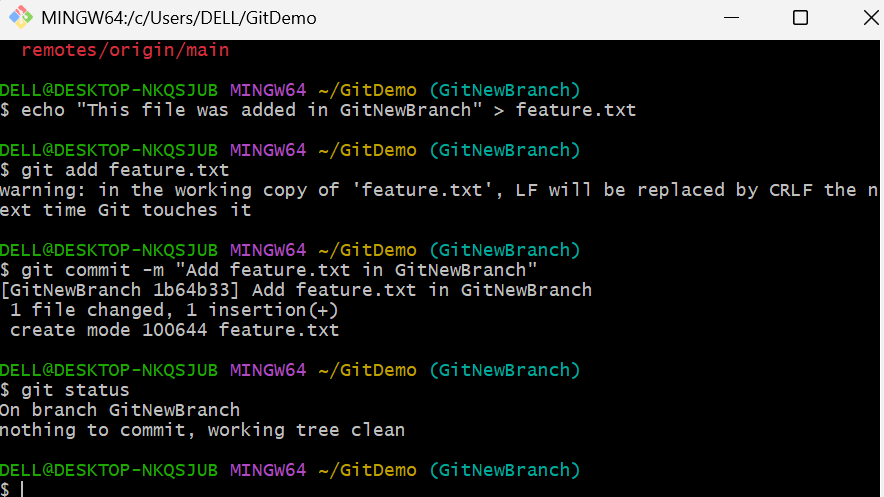 MINGW64:/c/Users/DELL/GitDemo
remotes/origin/main
DELL@DESKTOP-NKQSJUB MINGW64 ~/GitDemo (GitNewBranch)
$ echo "This file was added in GitNewBranch" > feature.txt
DELL@DESKTOP-NKQSJUB MINGW64 ~/GitDemo (GitNewBranch)
$ git add feature.txt
warning: in the working copy of 'feature.txt', LF will be replaced by CRLF the n
ext time Git touches it
DELL@DESKTOP-NKQSJUB MINGW64 ~/GitDemo (GitNewBranch)
$ git commit -m "Add feature.txt in GitNewBranch"
[GitNewBranch 1b64b33] Add feature.txt in GitNewBranch
 1 file changed, 1 insertion(+)
 create mode 100644 feature.txt
DELL@DESKTOP-NKQSJUB MINGW64 ~/GitDemo (GitNewBranch)
$ git status
On branch GitNewBranch
nothing to commit, working tree clean
DELL@DESKTOP-NKQSJUB MINGW64 ~/GitDemo (GitNewBranch)
$